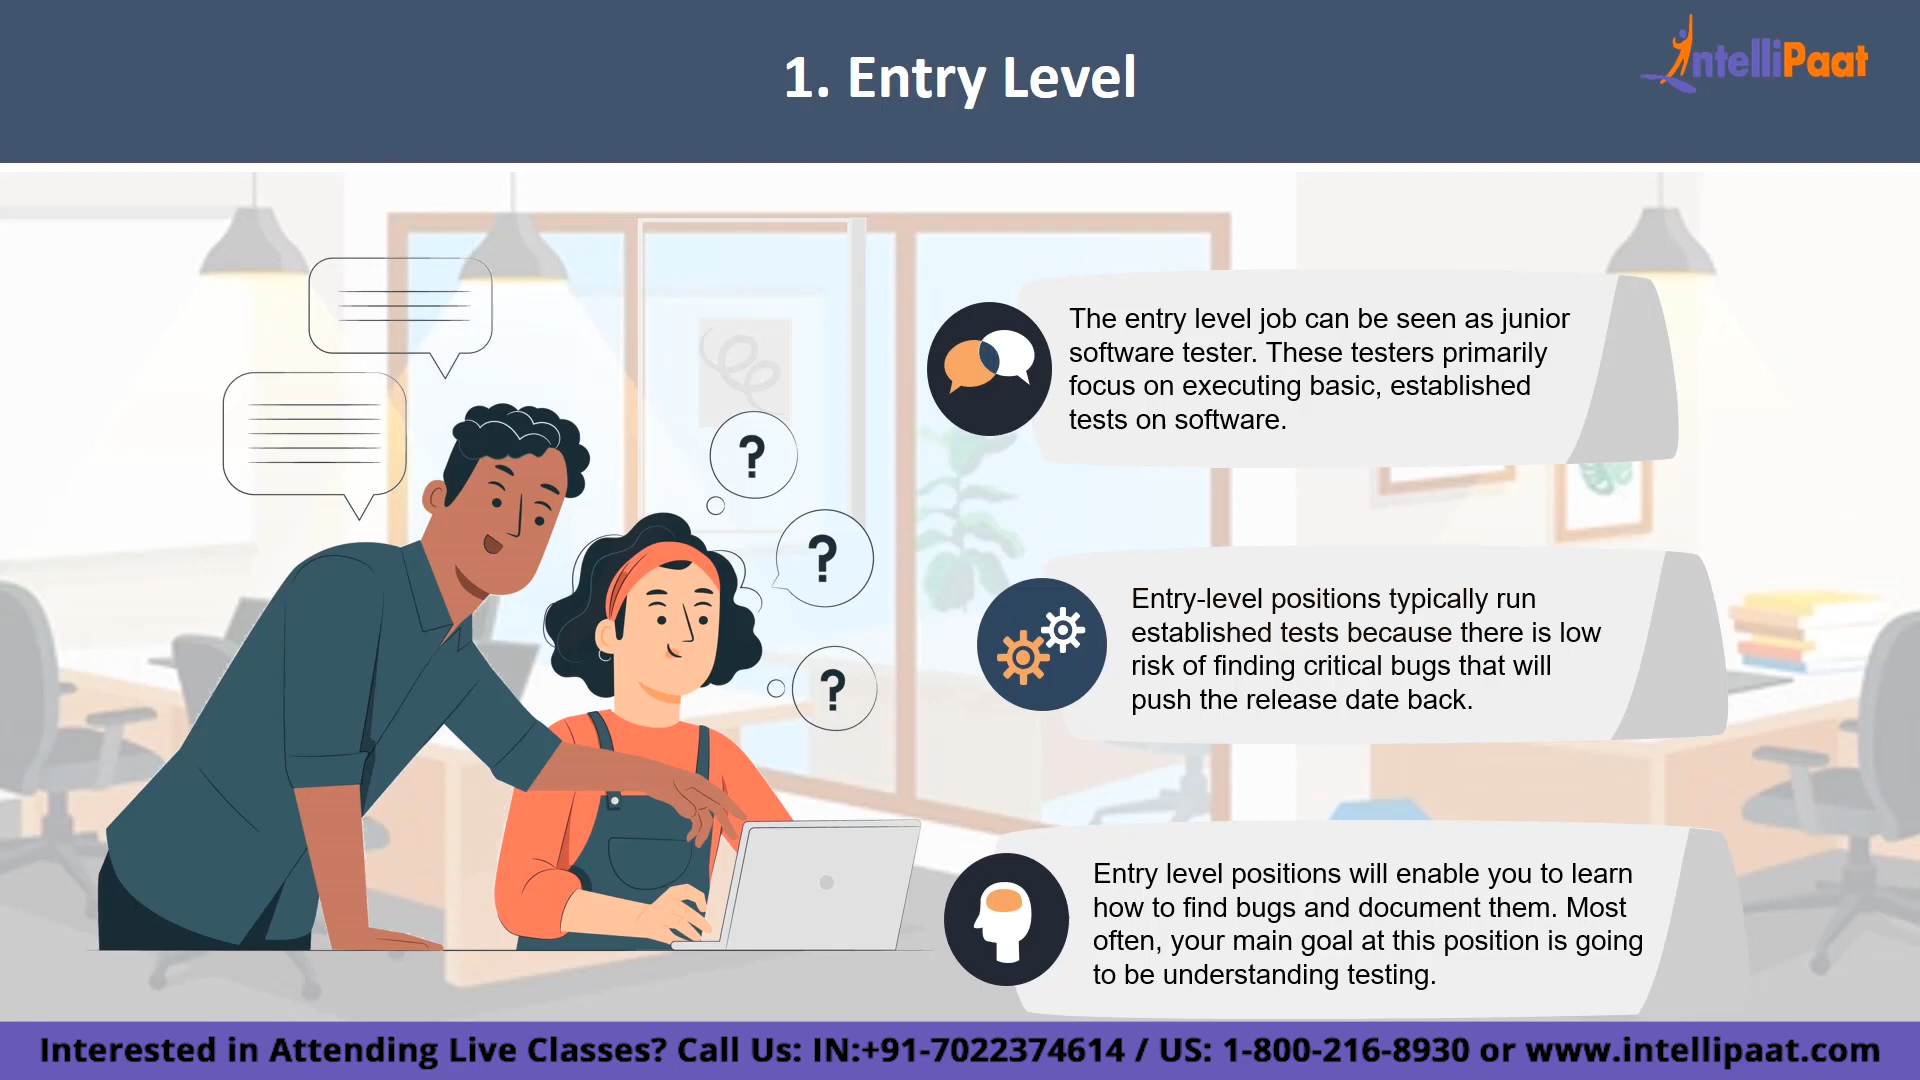 1. Entry Level
IntelliPaat
The entry level job can be seen as junior
software tester. These testers primarily
focus on executing basic, established
tests on software.
?
?
?
Entry-level positions typically run
established tests because there is low
risk of finding critical bugs that will
push the release date back.
Entry level positions will enable you to learn
how to find bugs and document them. Most
often, your main goal at this position is going
to be understanding testing.
Interested in Attending Live Classes? Call Us: IN:+91-7022374614 / US: 1-800-216-8930 or www.intellipaat.com